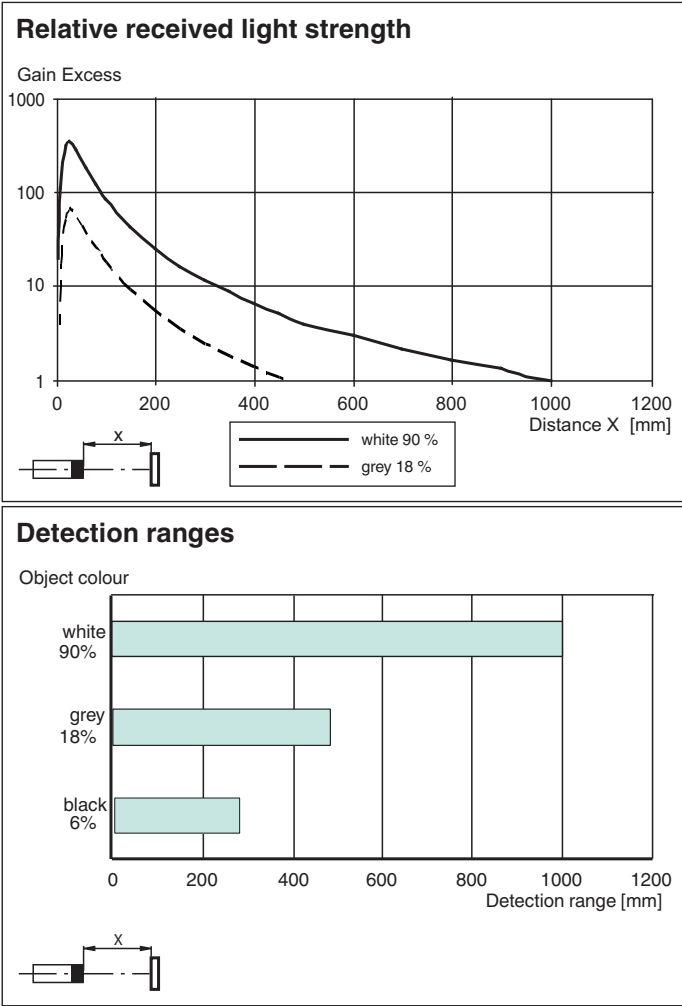 Relative received light strength
Gain Excess
1000
100
10
1
0 200 400 600 800 1000 1200
Distance X [mm]
x
white 90 %
grey 18 %
Detection ranges
Object colour
white
90%
grey
18%
black
6%
0 200 400 600 800 1000 1200
Detection range [mm]
X